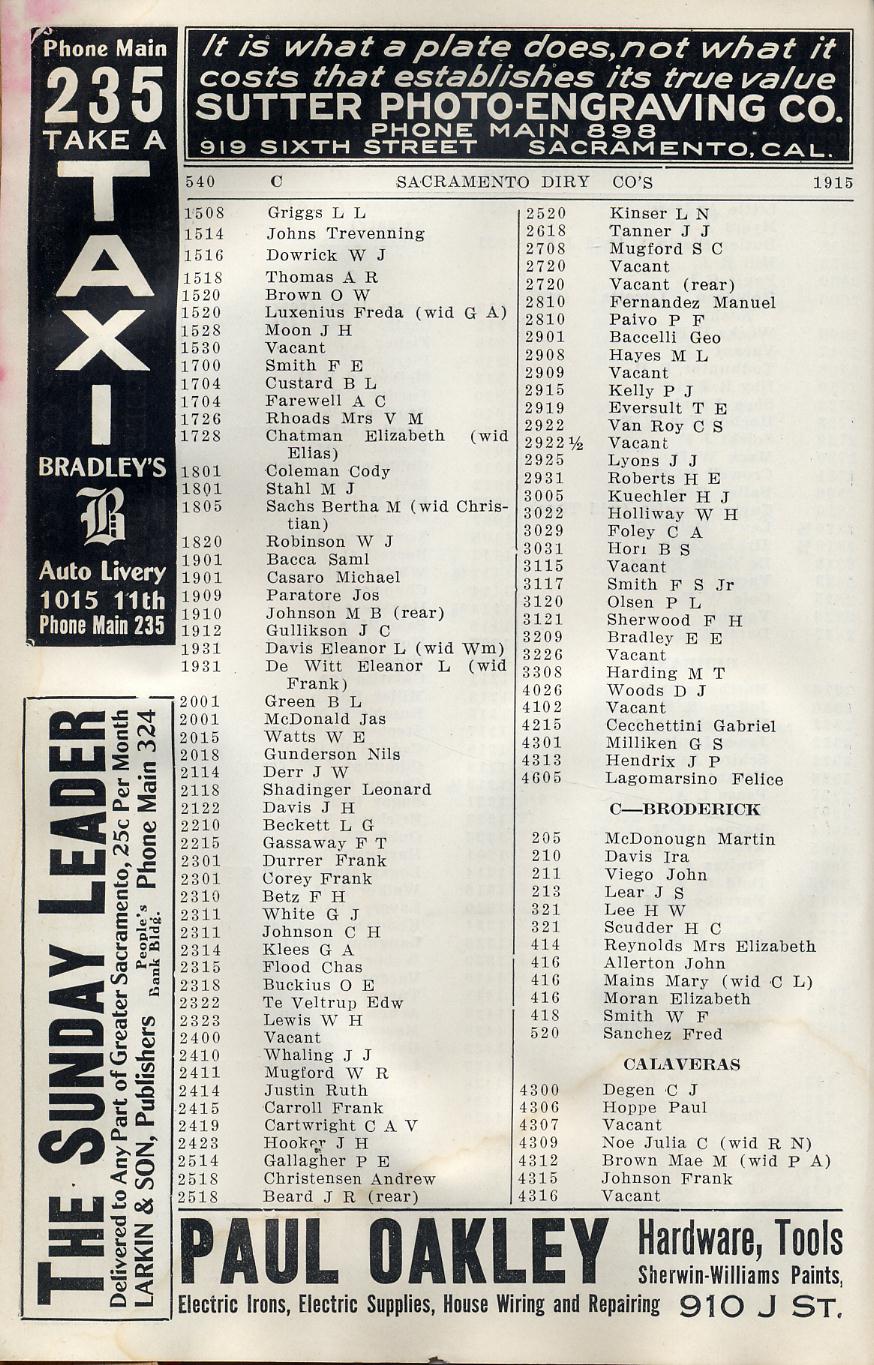 Phone Main
235
TAKE A
TAXI
BRADLEY'S
B
Auto Livery
1015 11th
Phone Main 235
THE SUNDAY LEADER
Delivered to Any Part of Greater Sacramento, 25c Per Month
LARKIN & SON, Publishers People's Bank Bldg. Phone Main 324
It is what a plate does, not what it
costs that establishes its true value
SUTTER PHOTO-ENGRAVING CO.
PHONE MAIN 898
919 SIXTH STREET SACRAMENTO, CAL.
540 C SACRAMENTO DIRY CO'S 1915
1508 Griggs L L
1514 Johns Trevenning
1516 Dowrick W J
1518 Thomas A R
1520 Brown O W
1520 Luxenius Freda (wid G A)
1528 Moon J H
1530 Vacant
1700 Smith F E
1704 Custard B L
1704 Farewell A C
1726 Rhoads Mrs V M
1728 Chatman Elizabeth (wid
Elias)
1801 Coleman Cody
1801 Stahl M J
1805 Sachs Bertha M (wid Chris-
tian)
1820 Robinson W J
1901 Bacca Saml
1901 Casaro Michael
1909 Paratore Jos
1910 Johnson M B (rear)
1912 Gullikson J C
1931 Davis Eleanor L (wid Wm)
1931 De Witt Eleanor L (wid
Frank)
2001 Green B L
2001 McDonald Jas
2015 Watts W E
2018 Gunderson Nils
2114 Derr J W
2118 Shadinger Leonard
2122 Davis J H
2210 Beckett L G
2215 Gassaway F T
2301 Durrer Frank
2301 Corey Frank
2310 Betz F H
2311 White G J
2311 Johnson C H
2314 Klees G A
2315 Flood Chas
2318 Buckius O E
2322 Te Veltrup Edw
2323 Lewis W H
2400 Vacant
2410 Whaling J J
2411 Mugford W R
2414 Justin Ruth
2415 Carroll Frank
2419 Cartwright C A V
2423 Hooker J H
2514 Gallagher P E
2518 Christensen Andrew
2518 Beard J R (rear)
2520 Kinser L N
2618 Tanner J J
2708 Mugford S C
2720 Vacant
2720 Vacant (rear)
2810 Fernandez Manuel
2810 Paivo P F
2901 Baccelli Geo
2908 Hayes M L
2909 Vacant
2915 Kelly P J
2919 Eversult T E
2922 Van Roy C S
2922½ Vacant
2925 Lyons J J
2931 Roberts H E
3005 Kuechler H J
3022 Holliway W H
3029 Foley C A
3031 B S
3115 Vacant
3117 Smith F S Jr
3120 Olsen P L
3121 Sherwood F H
3209 Bradley E E
3226 Vacant
3308 Harding M T
4026 Woods D J
4102 Vacant
4215 Cecchettini Gabriel
4301 Milliken G S
4313 Hendrix J P
4605 Lagomarsino Felice
C—BRODERICK
205 McDonougn Martin
210 Davis Ira
211 Viego John
213 Lear J S
321 Lee H W
321 Scudder H C
414 Reynolds Mrs Elizabeth
416 Allerton John
416 Mains Mary (wid C L)
416 Moran Elizabeth
418 Smith W F
520 Sanchez Fred
CALAVERAS
4300 Degen C J
4306 Hoppe Paul
4307 Vacant
4309 Noe Julia C (wid R N)
4312 Brown Mae M (wid P A)
4315 Johnson Frank
4316 Vacant
PAUL OAKLEY Hardware, Tools
Sherwin-Williams Paints,
Electric Irons, Electric Supplies, House Wiring and Repairing 910 J ST.